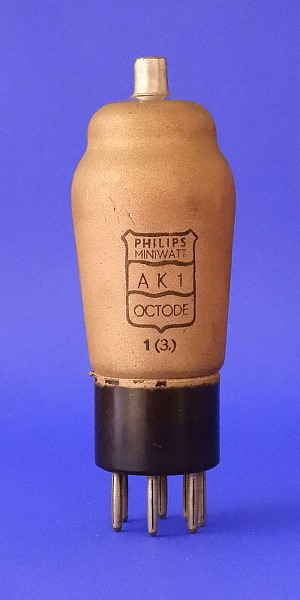 PHILIPS
MINIWATT
AK1
OCTODE
1 (3.)